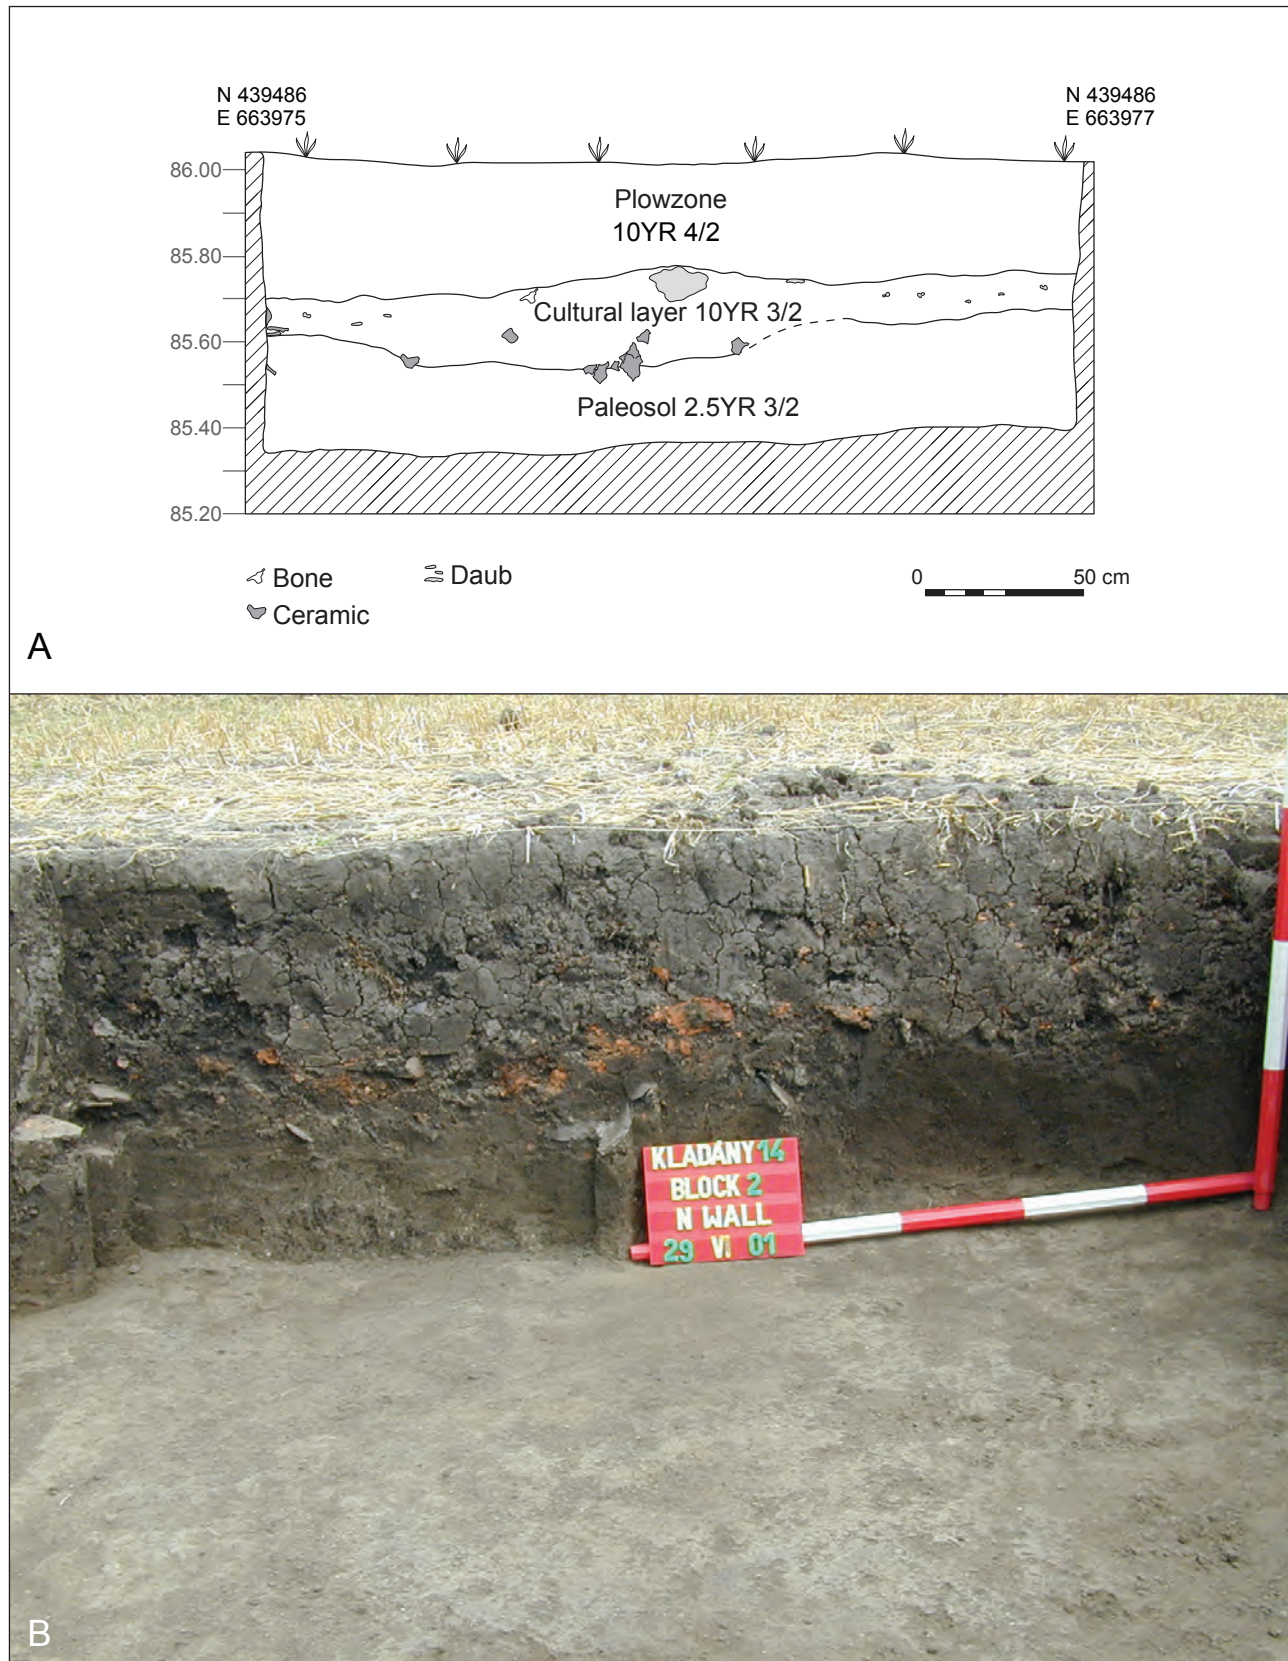 N 439486
E 663975
N 439486
E 663977
86.00
85.80
85.60
85.40
85.20
Plowzone
10YR 4/2
Cultural layer 10YR 3/2
Paleosol 2.5YR 3/2
Bone
Daub
Ceramic
0 50 cm
A
KLADÁNY 14
BLOCK 2
N WALL
29 VI 01
B